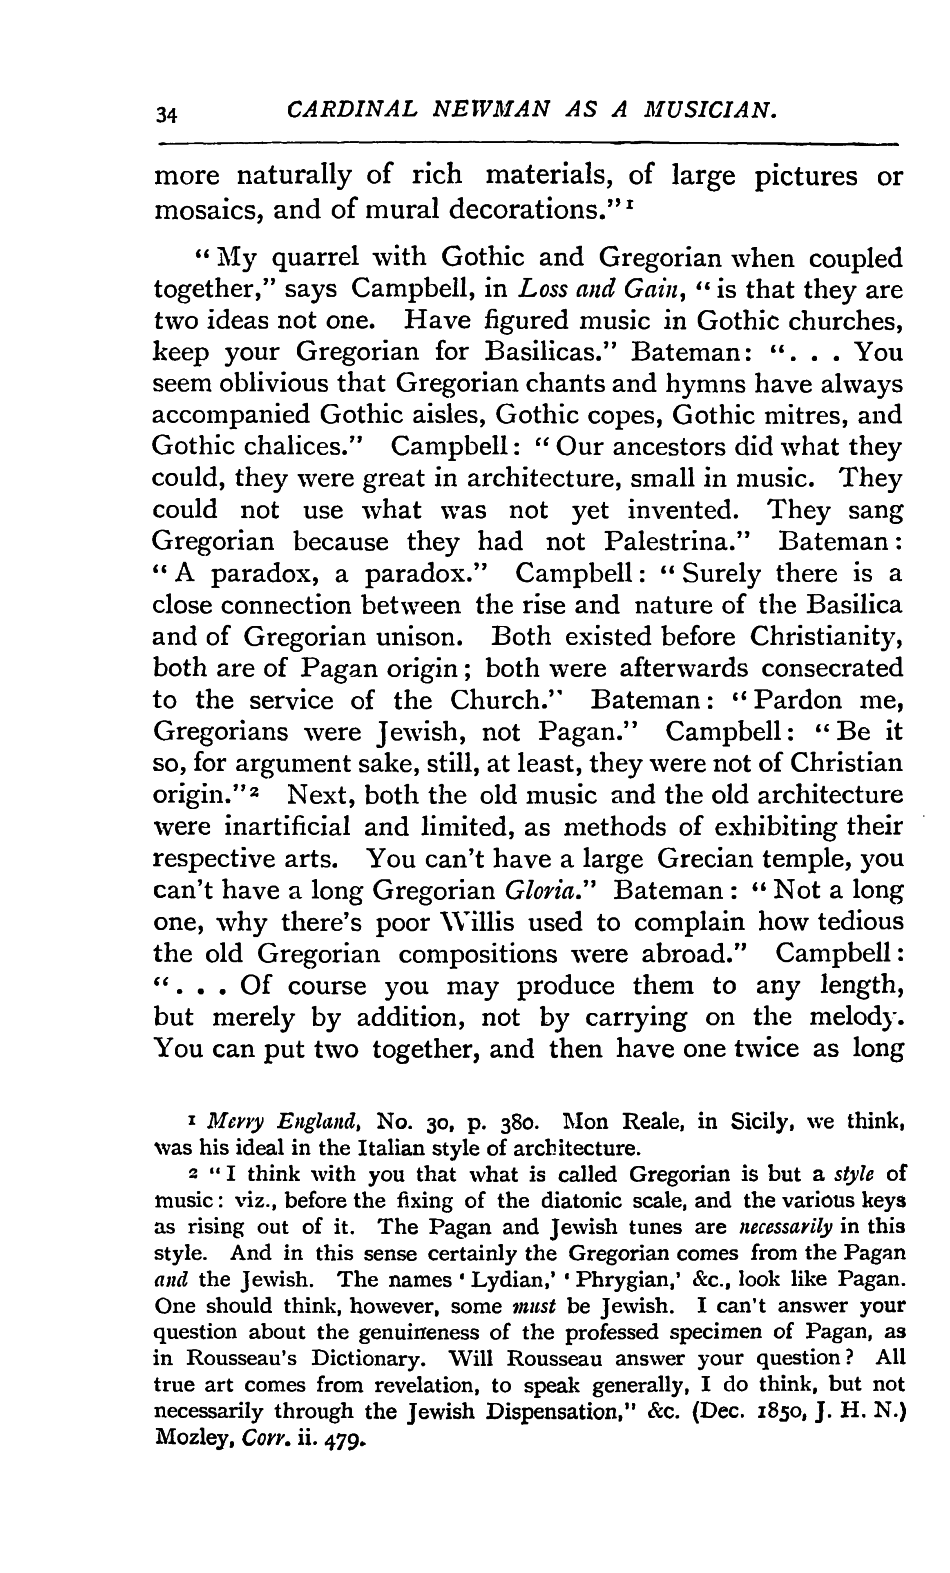 34 CARDINAL NEWMAN AS A MUSICIAN.
more naturally of rich materials, of large pictures or
mosaics, and of mural decorations."1
"My quarrel with Gothic and Gregorian when coupled
together," says Campbell, in Loss and Gain, "is that they are
two ideas not one. Have figured music in Gothic churches,
keep your Gregorian for Basilicas." Bateman: ". . . You
seem oblivious that Gregorian chants and hymns have always
accompanied Gothic aisles, Gothic copes, Gothic mitres, and
Gothic chalices." Campbell: "Our ancestors did what they
could, they were great in architecture, small in music. They
could not use what was not yet invented. They sang
Gregorian because they had not Palestrina." Bateman:
"A paradox, a paradox." Campbell: "Surely there is a
close connection between the rise and nature of the Basilica
and of Gregorian unison. Both existed before Christianity,
both are of Pagan origin; both were afterwards consecrated
to the service of the Church." Bateman: "Pardon me,
Gregorians were Jewish, not Pagan." Campbell: "Be it
so, for argument sake, still, at least, they were not of Christian
origin."2 Next, both the old music and the old architecture
were inartificial and limited, as methods of exhibiting their
respective arts. You can't have a large Grecian temple, you
can't have a long Gregorian Gloria." Bateman: "Not a long
one, why there's poor Willis used to complain how tedious
the old Gregorian compositions were abroad." Campbell:
". . . Of course you may produce them to any length,
but merely by addition, not by carrying on the melody.
You can put two together, and then have one twice as long
1 Merry England, No. 30, p. 380. Mon Reale, in Sicily, we think,
was his ideal in the Italian style of architecture.
2 "I think with you that what is called Gregorian is but a style of
music: viz., before the fixing of the diatonic scale, and the various keys
as rising out of it. The Pagan and Jewish tunes are necessarily in this
style. And in this sense certainly the Gregorian comes from the Pagan
and the Jewish. The names 'Lydian,' 'Phrygian,' &c., look like Pagan.
One should think, however, some must be Jewish. I can't answer your
question about the genuineness of the professed specimen of Pagan, as
in Rousseau's Dictionary. Will Rousseau answer your question? All
true art comes from revelation, to speak generally, I do think, but not
necessarily through the Jewish Dispensation," &c. (Dec. 1850, J. H. N.)
Mozley, Corr. ii. 479.